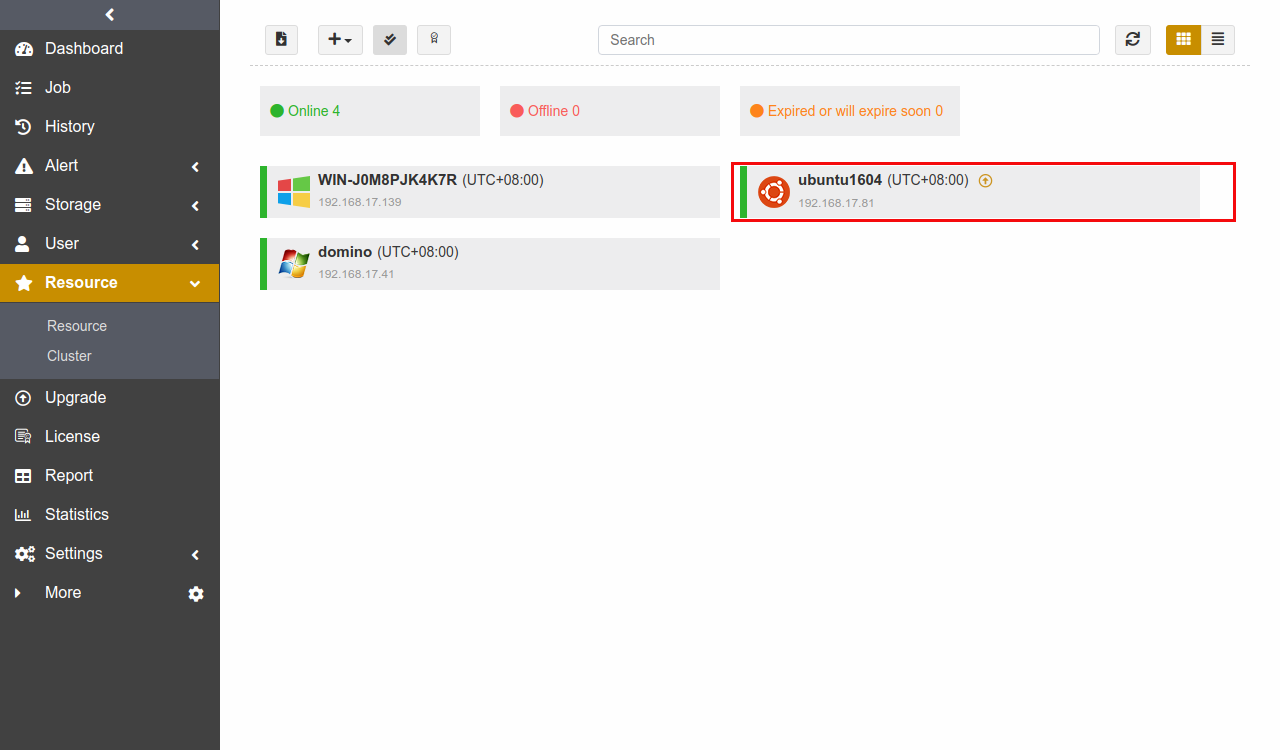 Dashboard
Job
History
Alert
Storage
User
Resource
Resource
Cluster
Upgrade
License
Report
Statistics
Settings
More
Search
Online 4
Offline 0
Expired or will expire soon 0
WIN-J0M8PJK4K7R (UTC+08:00)
192.168.17.139
ubuntu1604 (UTC+08:00)
192.168.17.81
domino (UTC+08:00)
192.168.17.41